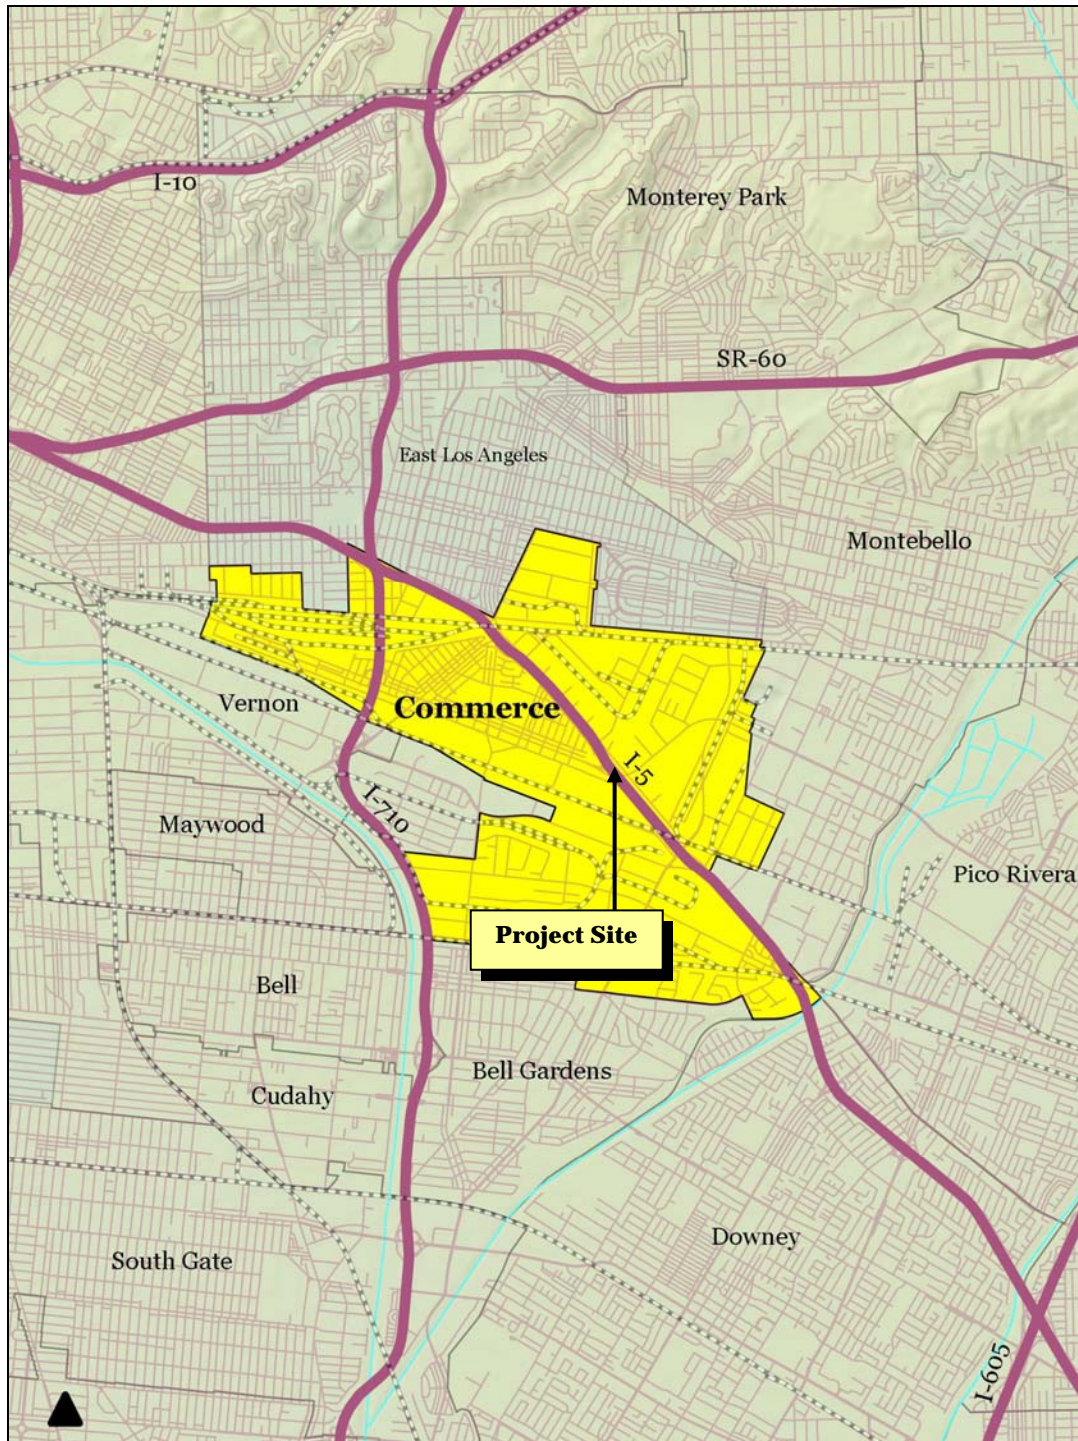 I-10
Monterey Park
SR-60
East Los Angeles
Montebello
Vernon
Commerce
I-5
I-710
Maywood
Pico Rivera
Project Site
Bell
Bell Gardens
Cudahy
Downey
South Gate
I-605